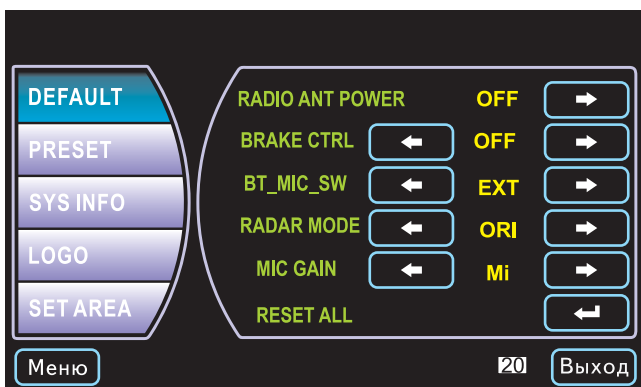 DEFAULT
PRESET
SYS INFO
LOGO
SET AREA
RADIO ANT POWER OFF
BRAKE CTRL OFF
BT_MIC_SW EXT
RADAR MODE ORI
MIC GAIN Mi
RESET ALL
Меню 20 Выход